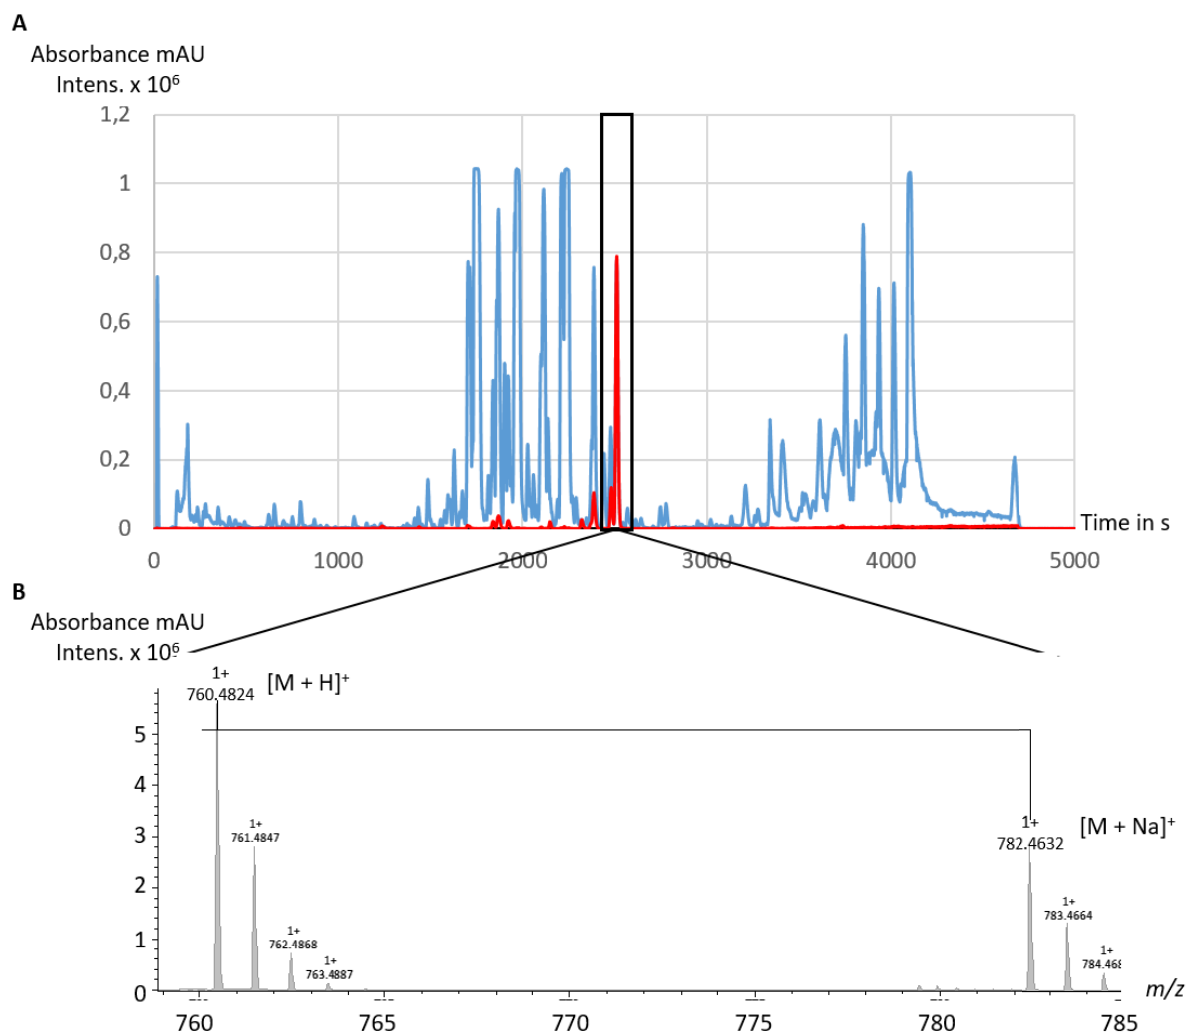 A
Absorbance mAU
Intens. x 10⁶
1,2
1
0,8
0,6
0,4
0,2
0
Time in s
0 1000 2000 3000 4000 5000
B
Absorbance mAU
Intens. x 10⁶
1+
760.4824
[M + H]⁺
5
4
3
2
1
0
1+
761.4847
1+
762.4868
1+
763.4887
1+
782.4632
[M + Na]⁺
1+
783.4664
1+
784.468
m/z
760 765 770 775 780 785